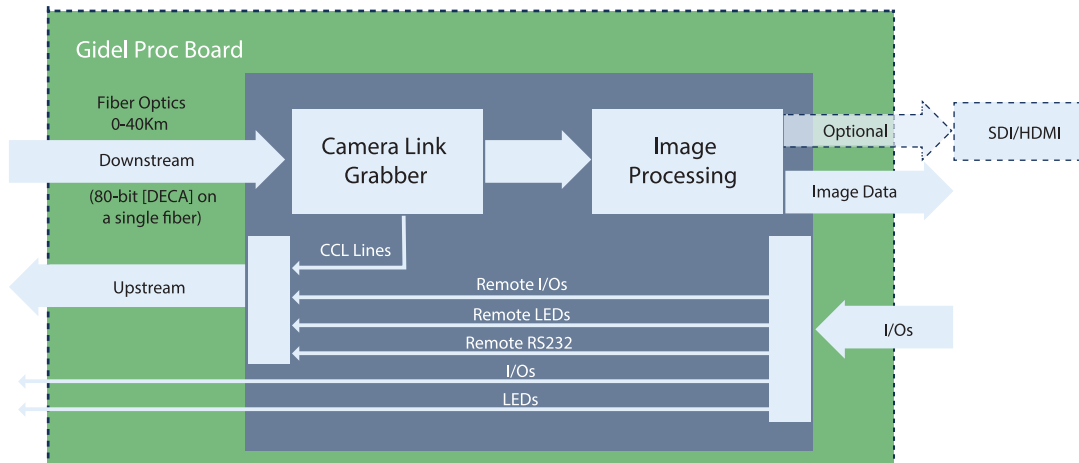 Gidel Proc Board
Fiber Optics
0-40Km
Downstream
(80-bit [DECA] on
a single fiber)
Camera Link
Grabber
Image
Processing
Optional
SDI/HDMI
Image Data
CCL Lines
Upstream
Remote I/Os
Remote LEDs
Remote RS232
I/Os
LEDs
I/Os